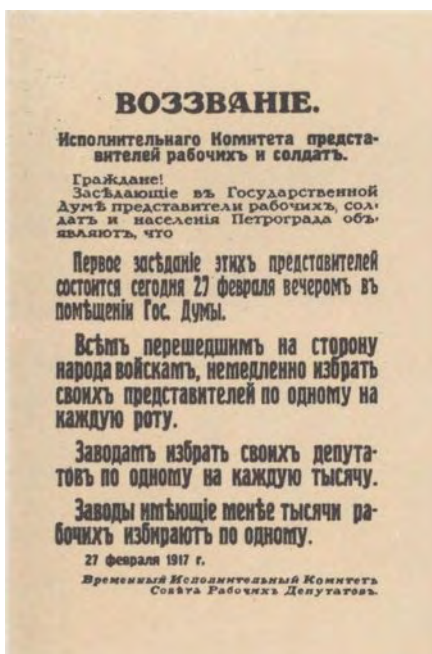 ВОЗЗВАНІЕ.
Исполнительнаго Комитета предста-
вителей рабочихъ и солдатъ.
Граждане!
Засѣдающіе въ Государственной
Думѣ представители рабочихъ, сол-
датъ и населенія Петрограда объ-
являютъ, что
Первое засѣданіе этихъ представителей
состоится сегодня 27 февраля вечеромъ въ
помѣщеніи Гос. Думы.
Всѣмъ перешедшимъ на сторону
народа войскамъ, немедленно избрать
своихъ представителей по одному на
каждую роту.
Заводамъ избрать своихъ депута-
товъ по одному на каждую тысячу.
Заводы имѣющіе менѣе тысячи ра-
бочихъ избираютъ по одному.
27 февраля 1917 г.
Временный Исполнительный Комитетъ
Совѣта Рабочихъ Депутатовъ.